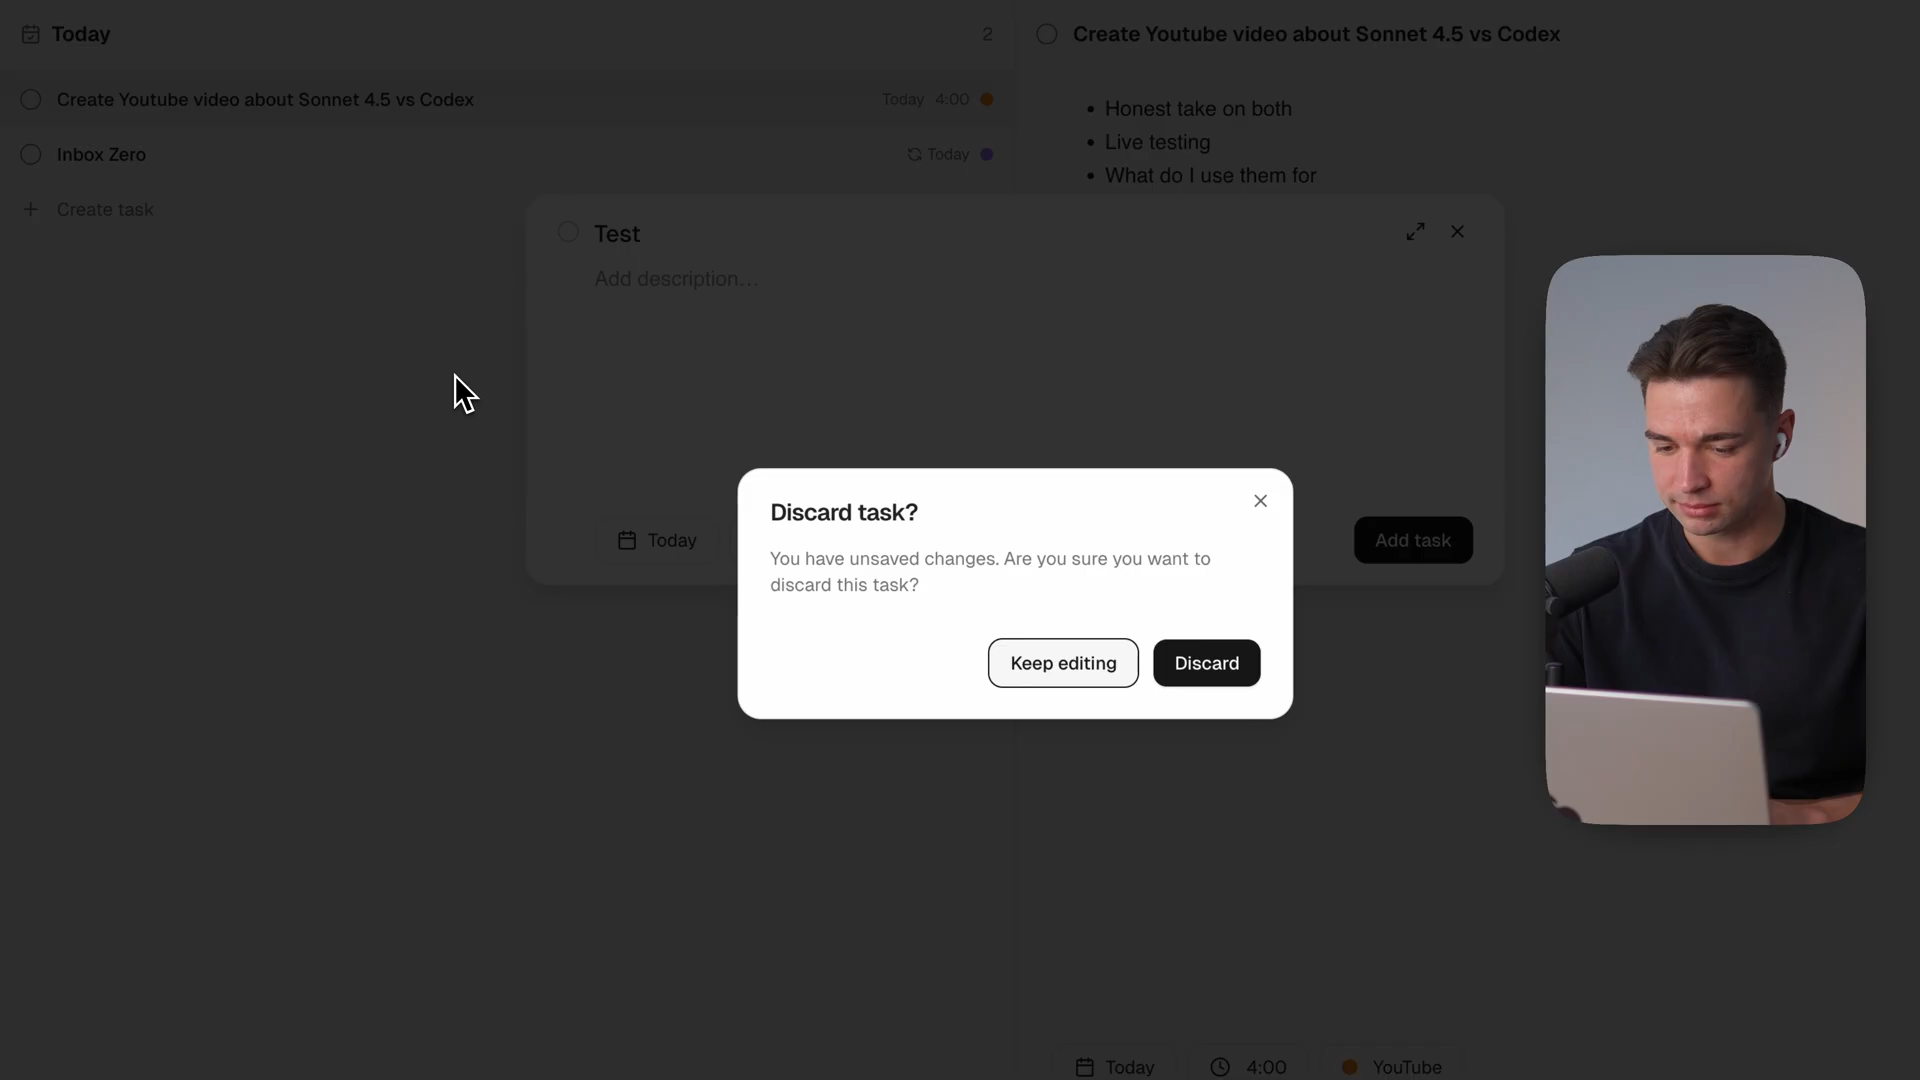 Today 2
Create Youtube video about Sonnet 4.5 vs Codex Today 4:00
Inbox Zero Today
Create task
Create Youtube video about Sonnet 4.5 vs Codex
• Honest take on both
• Live testing
• What do I use them for
Test
Add description...
Today
Add task
Discard task?
You have unsaved changes. Are you sure you want to
discard this task?
Keep editing Discard
Today 4:00 YouTube